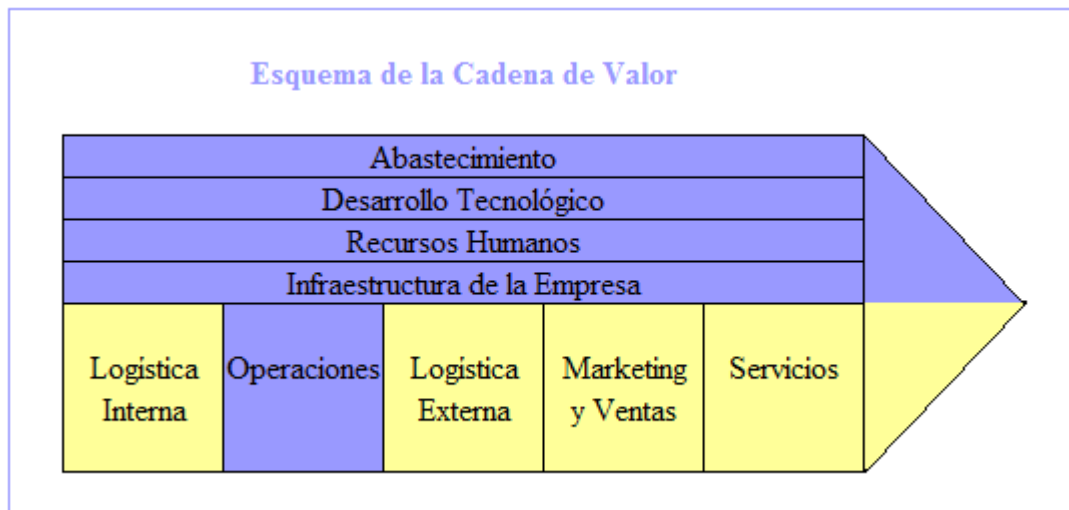 Esquema de la Cadena de Valor
Abastecimiento
Desarrollo Tecnológico
Recursos Humanos
Infraestructura de la Empresa
Logística
Interna
Operaciones
Logística
Externa
Marketing
y Ventas
Servicios